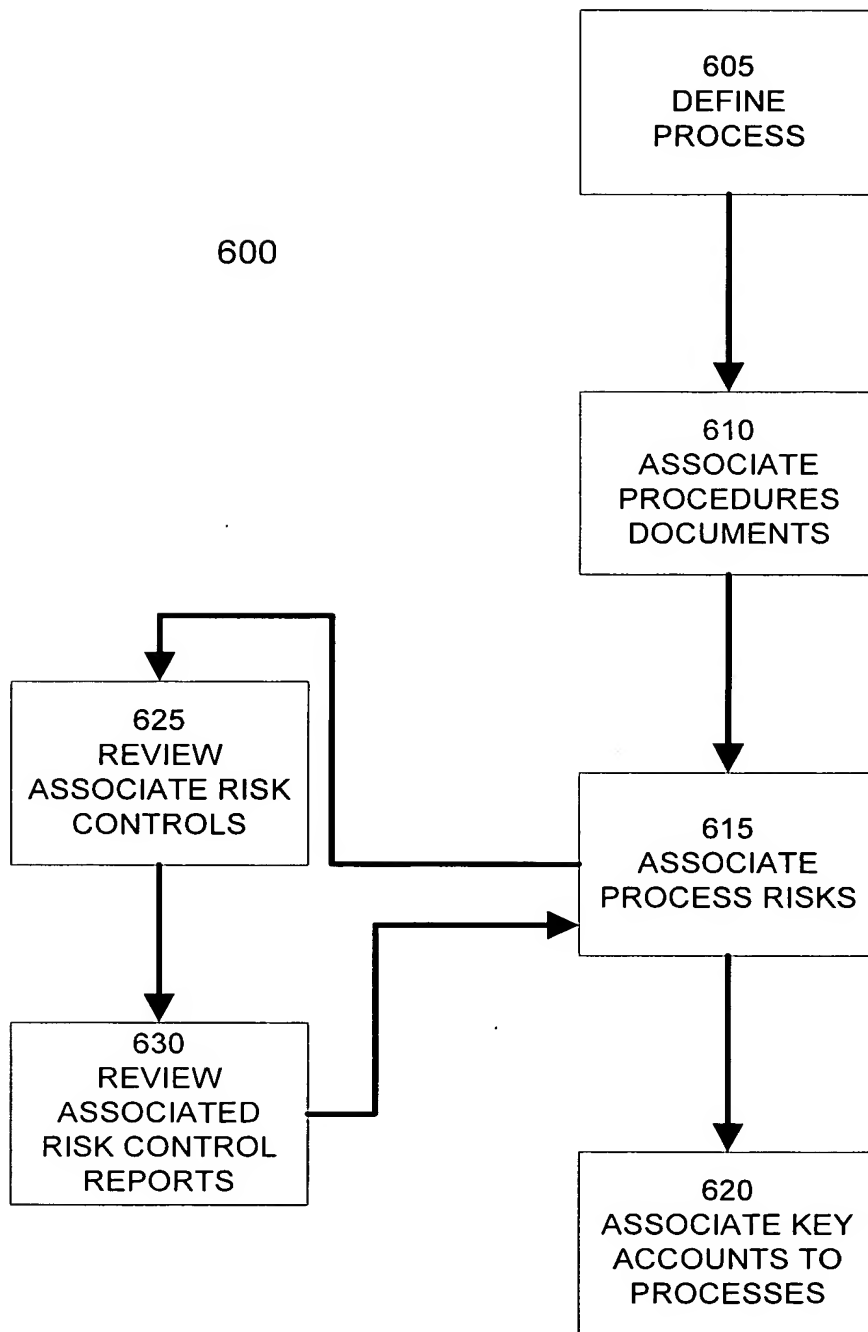 605
DEFINE
PROCESS
600
610
ASSOCIATE
PROCEDURES
DOCUMENTS
625
REVIEW
ASSOCIATE RISK
CONTROLS
615
ASSOCIATE
PROCESS RISKS
630
REVIEW
ASSOCIATED
RISK CONTROL
REPORTS
620
ASSOCIATE KEY
ACCOUNTS TO
PROCESSES